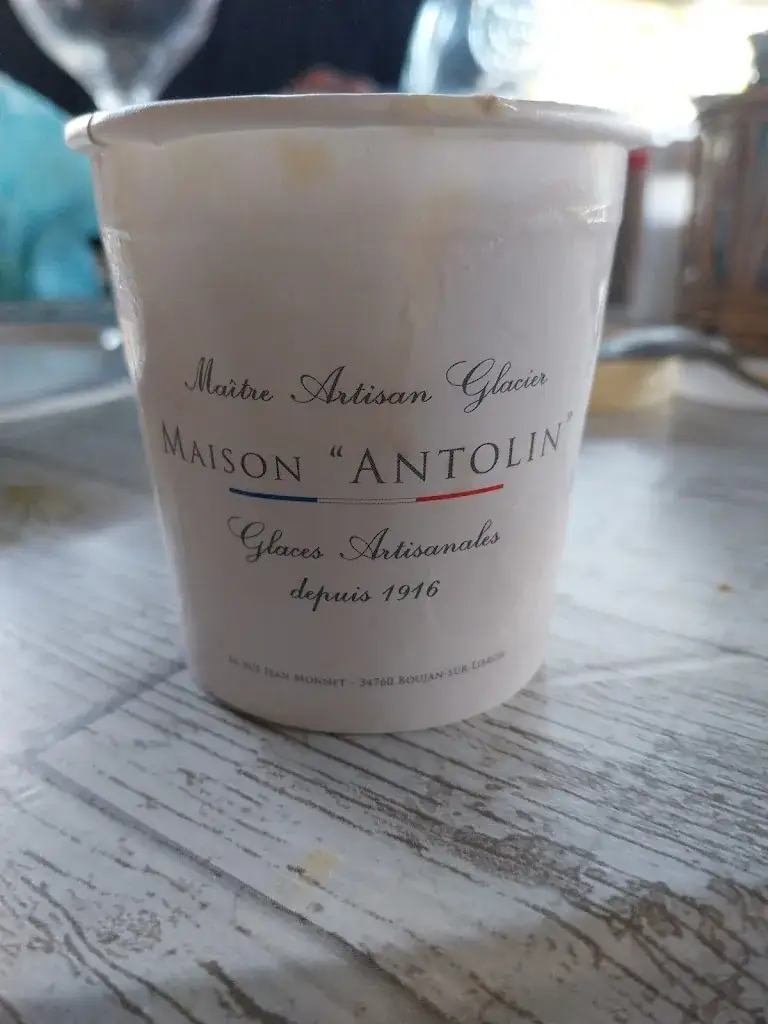 Maître Artisan Glacier
MAISON "ANTOLIN"
Glaces Artisanales
depuis 1916
RUE JEAN MONNET - 34760 BOUJAN-SUR-LIBRON